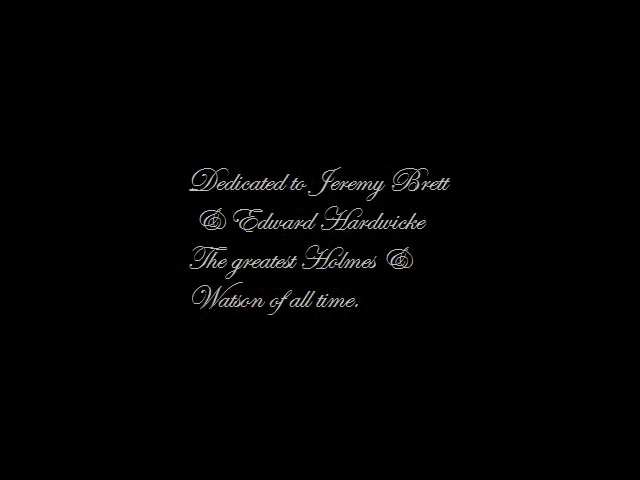 Dedicated to Jeremy Brett
& Edward Hardwicke
The greatest Holmes &
Watson of all time.